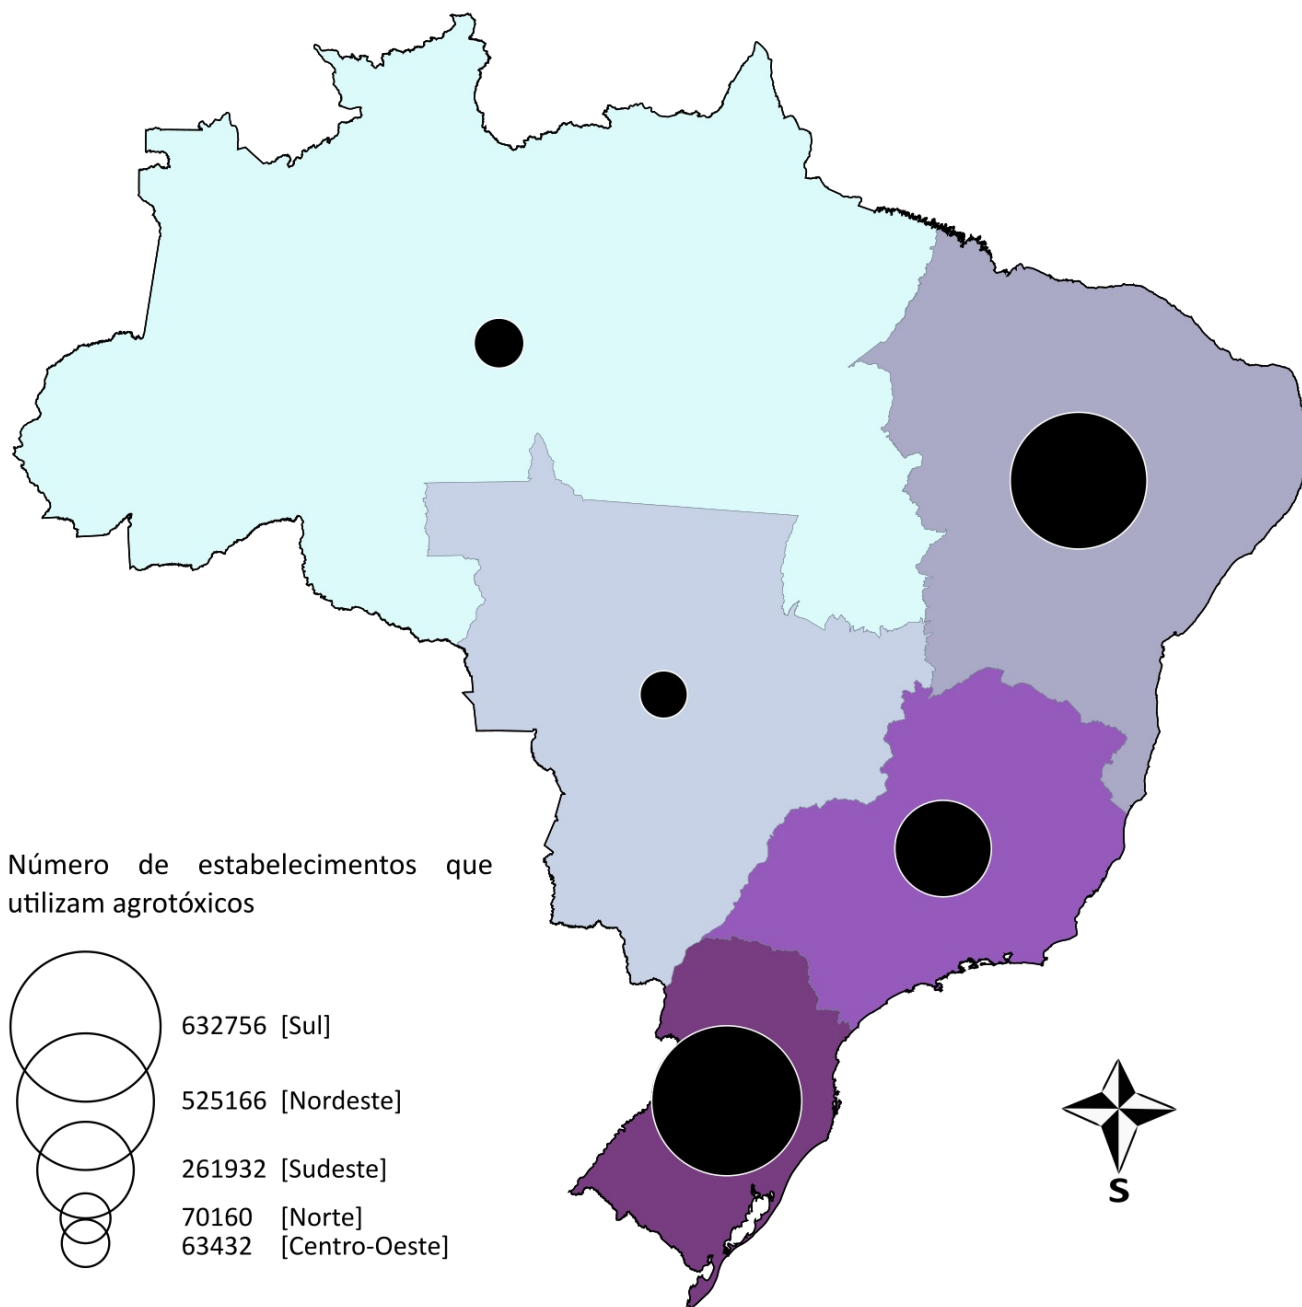 Número de estabelecimentos que
utilizam agrotóxicos
632756 [Sul]
525166 [Nordeste]
261932 [Sudeste]
70160 [Norte]
63432 [Centro-Oeste]
S